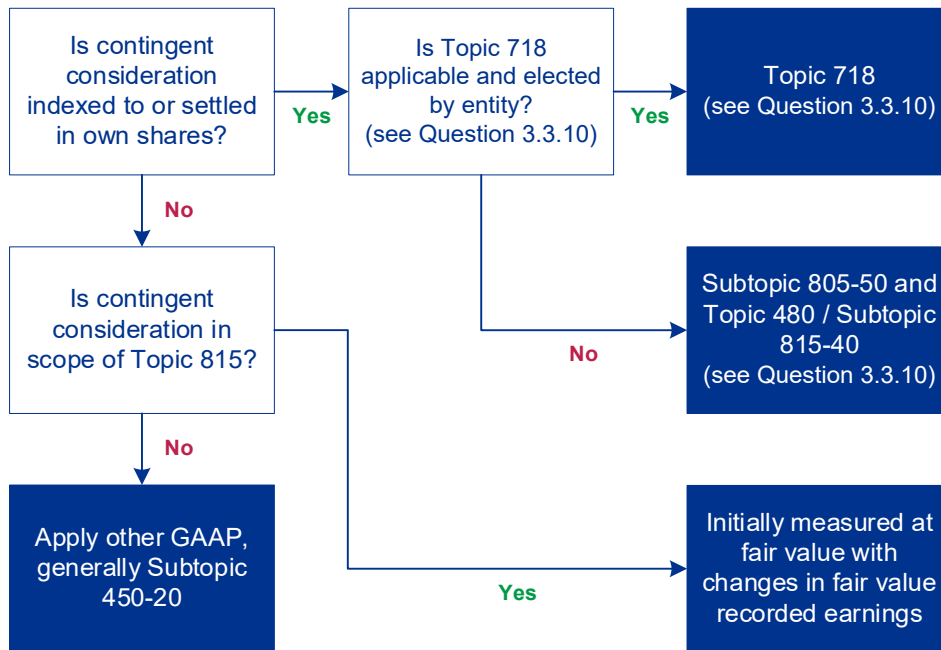 Is contingent
consideration
indexed to or settled
in own shares?
Yes
Is Topic 718
applicable and elected
by entity?
(see Question 3.3.10)
Yes
Topic 718
(see Question 3.3.10)
No
Is contingent
consideration in
scope of Topic 815?
No
Subtopic 805-50 and
Topic 480 / Subtopic
815-40
(see Question 3.3.10)
No
Apply other GAAP,
generally Subtopic
450-20
Yes
Initially measured at
fair value with
changes in fair value
recorded earnings